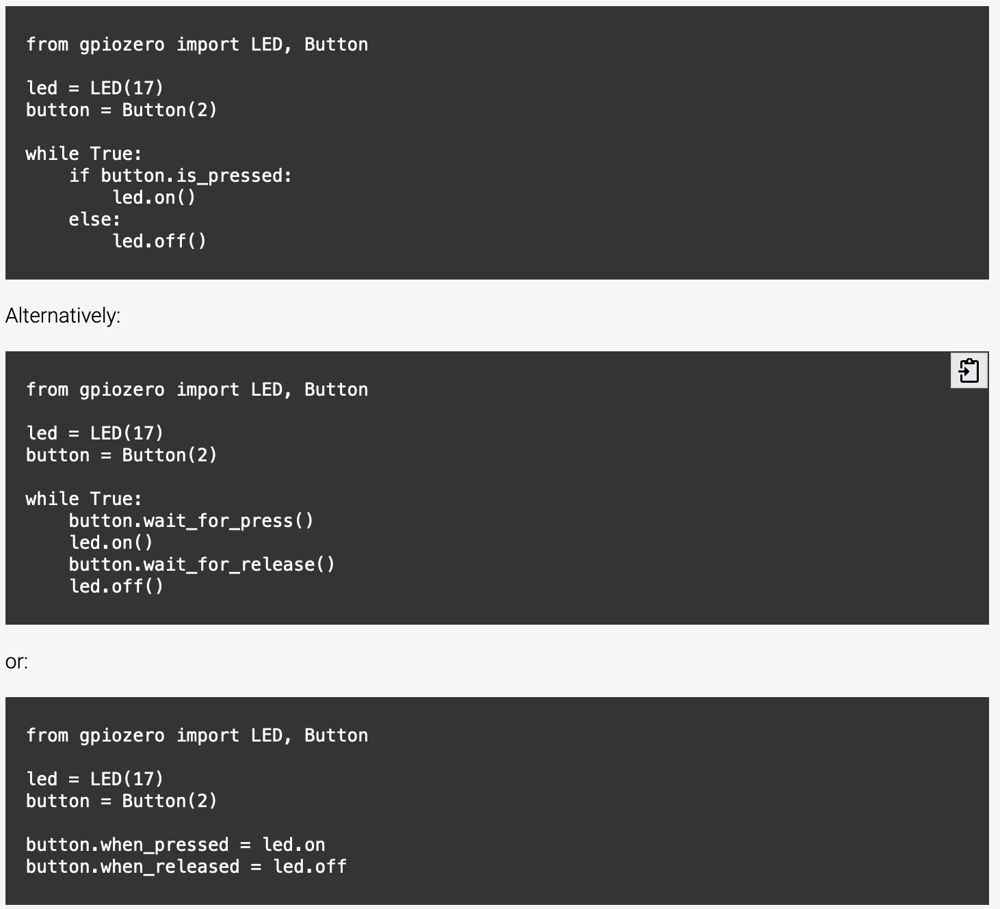 from gpiozero import LED, Button
led = LED(17)
button = Button(2)
while True:
    if button.is_pressed:
        led.on()
    else:
        led.off()
Alternatively:
from gpiozero import LED, Button
led = LED(17)
button = Button(2)
while True:
    button.wait_for_press()
    led.on()
    button.wait_for_release()
    led.off()
or:
from gpiozero import LED, Button
led = LED(17)
button = Button(2)
button.when_pressed = led.on
button.when_released = led.off